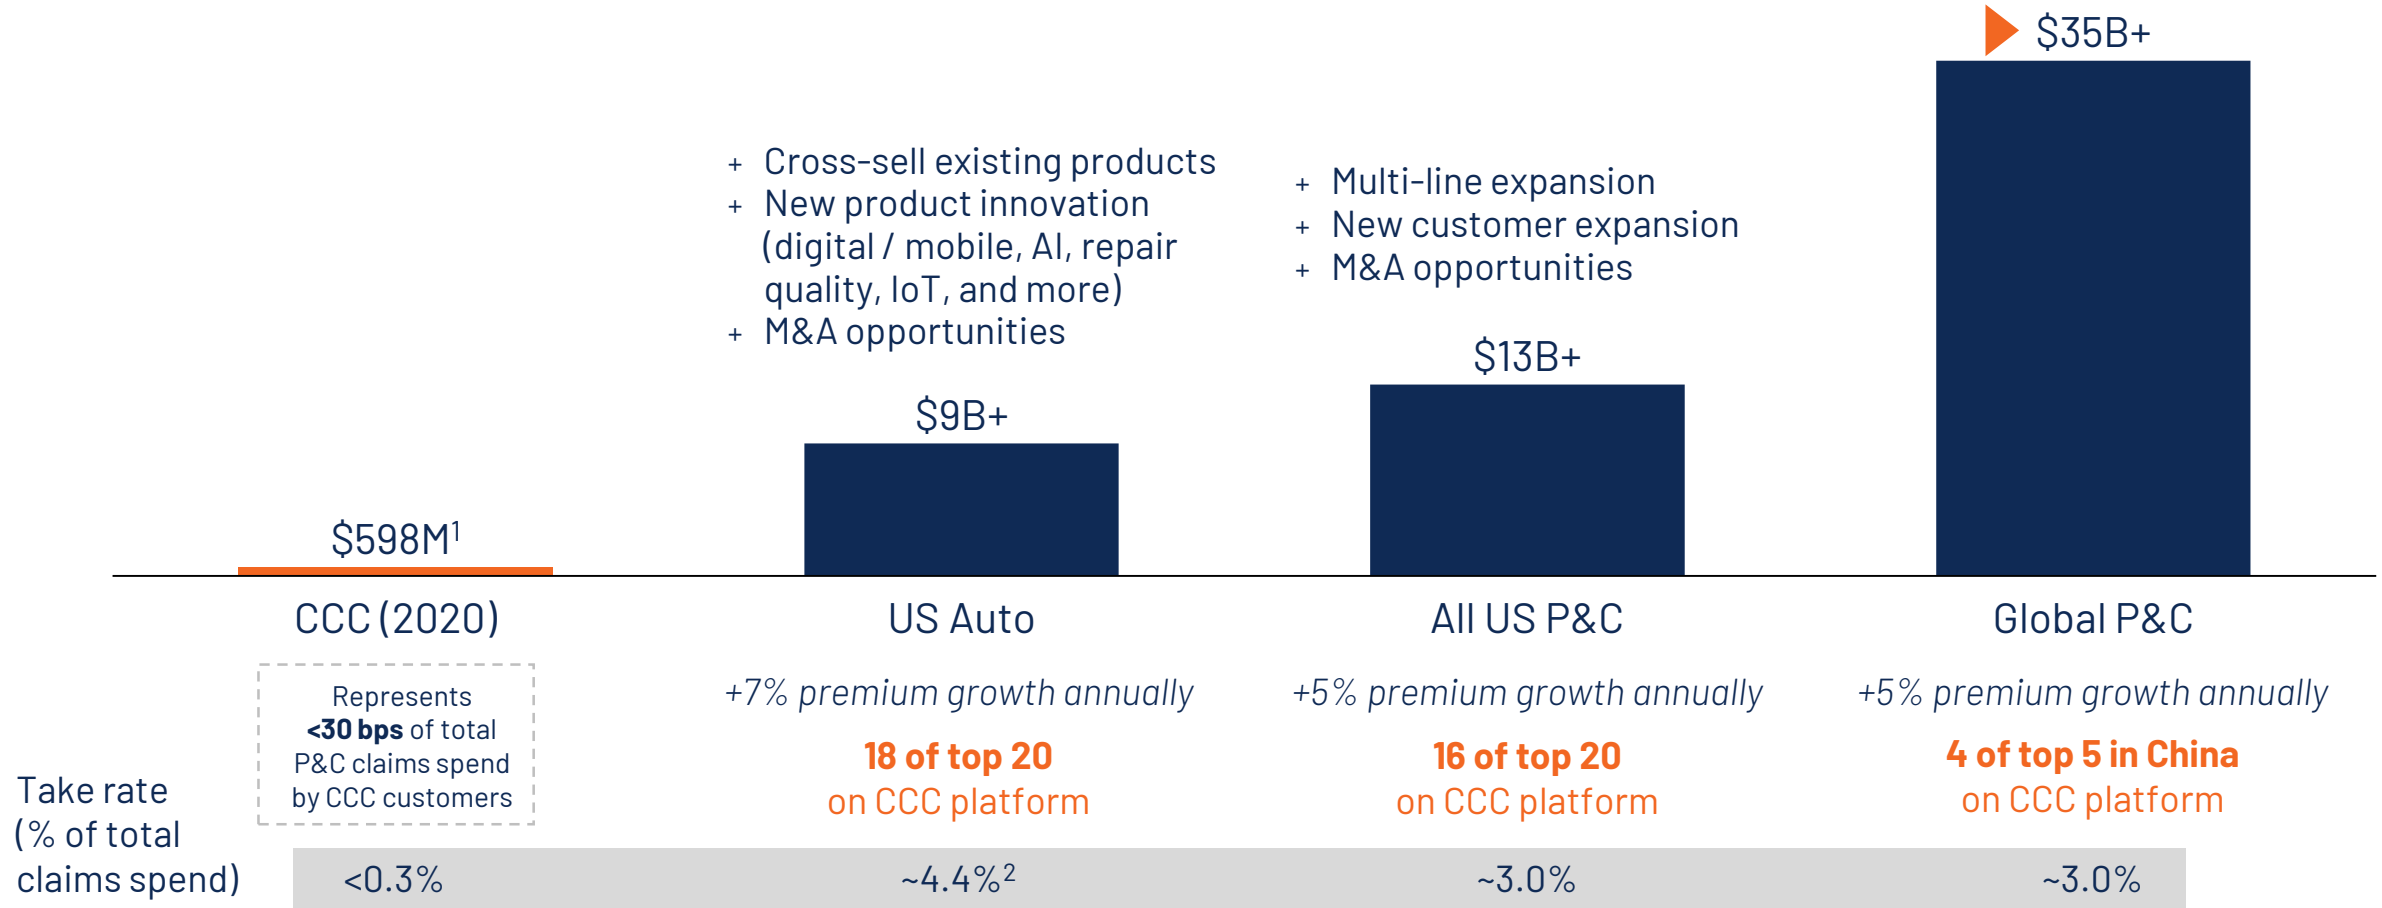 $35B+
+ Cross-sell existing products
+ New product innovation
(digital / mobile, AI, repair
quality, IoT, and more)
+ M&A opportunities
+ Multi-line expansion
+ New customer expansion
+ M&A opportunities
$13B+
$9B+
$598M¹
CCC (2020)
US Auto
All US P&C
Global P&C
Represents
<30 bps of total
P&C claims spend
by CCC customers
+7% premium growth annually
18 of top 20
on CCC platform
+5% premium growth annually
16 of top 20
on CCC platform
+5% premium growth annually
4 of top 5 in China
on CCC platform
Take rate
(% of total
claims spend)
<0.3%
~4.4%²
~3.0%
~3.0%